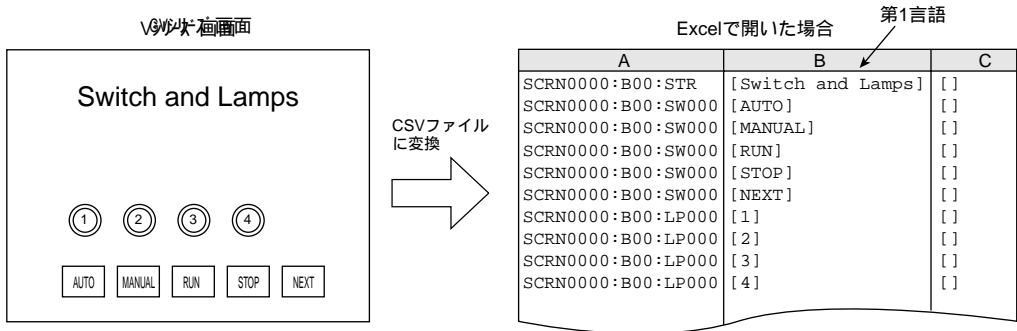 画面
Switch and Lamps
1 2 3 4
AUTO MANUAL RUN STOP NEXT
CSVファイル
に変換
Excelで開いた場合
第1言語
A B C
SCRN0000:B00:STR [Switch and Lamps] []
SCRN0000:B00:SW000 [AUTO] []
SCRN0000:B00:SW000 [MANUAL] []
SCRN0000:B00:SW000 [RUN] []
SCRN0000:B00:SW000 [STOP] []
SCRN0000:B00:SW000 [NEXT] []
SCRN0000:B00:LP000 [1] []
SCRN0000:B00:LP000 [2] []
SCRN0000:B00:LP000 [3] []
SCRN0000:B00:LP000 [4] []